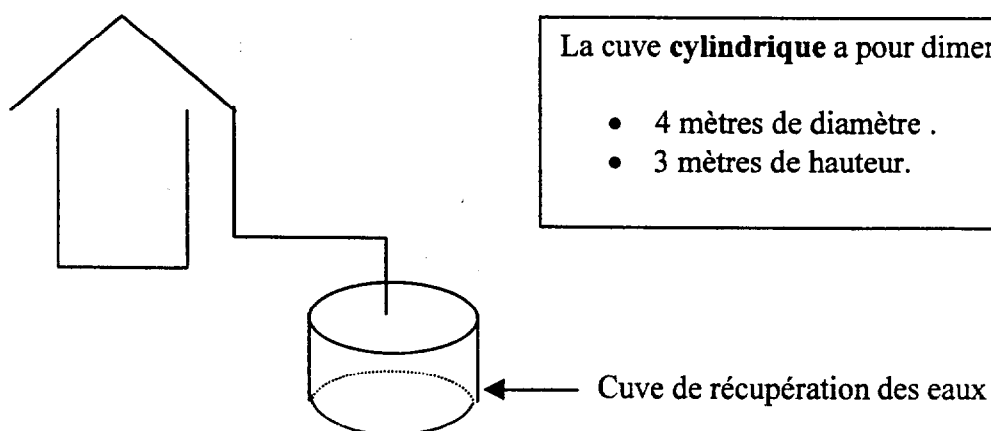 La cuve cylindrique a pour dimen
• 4 mètres de diamètre .
• 3 mètres de hauteur.
Cuve de récupération des eaux